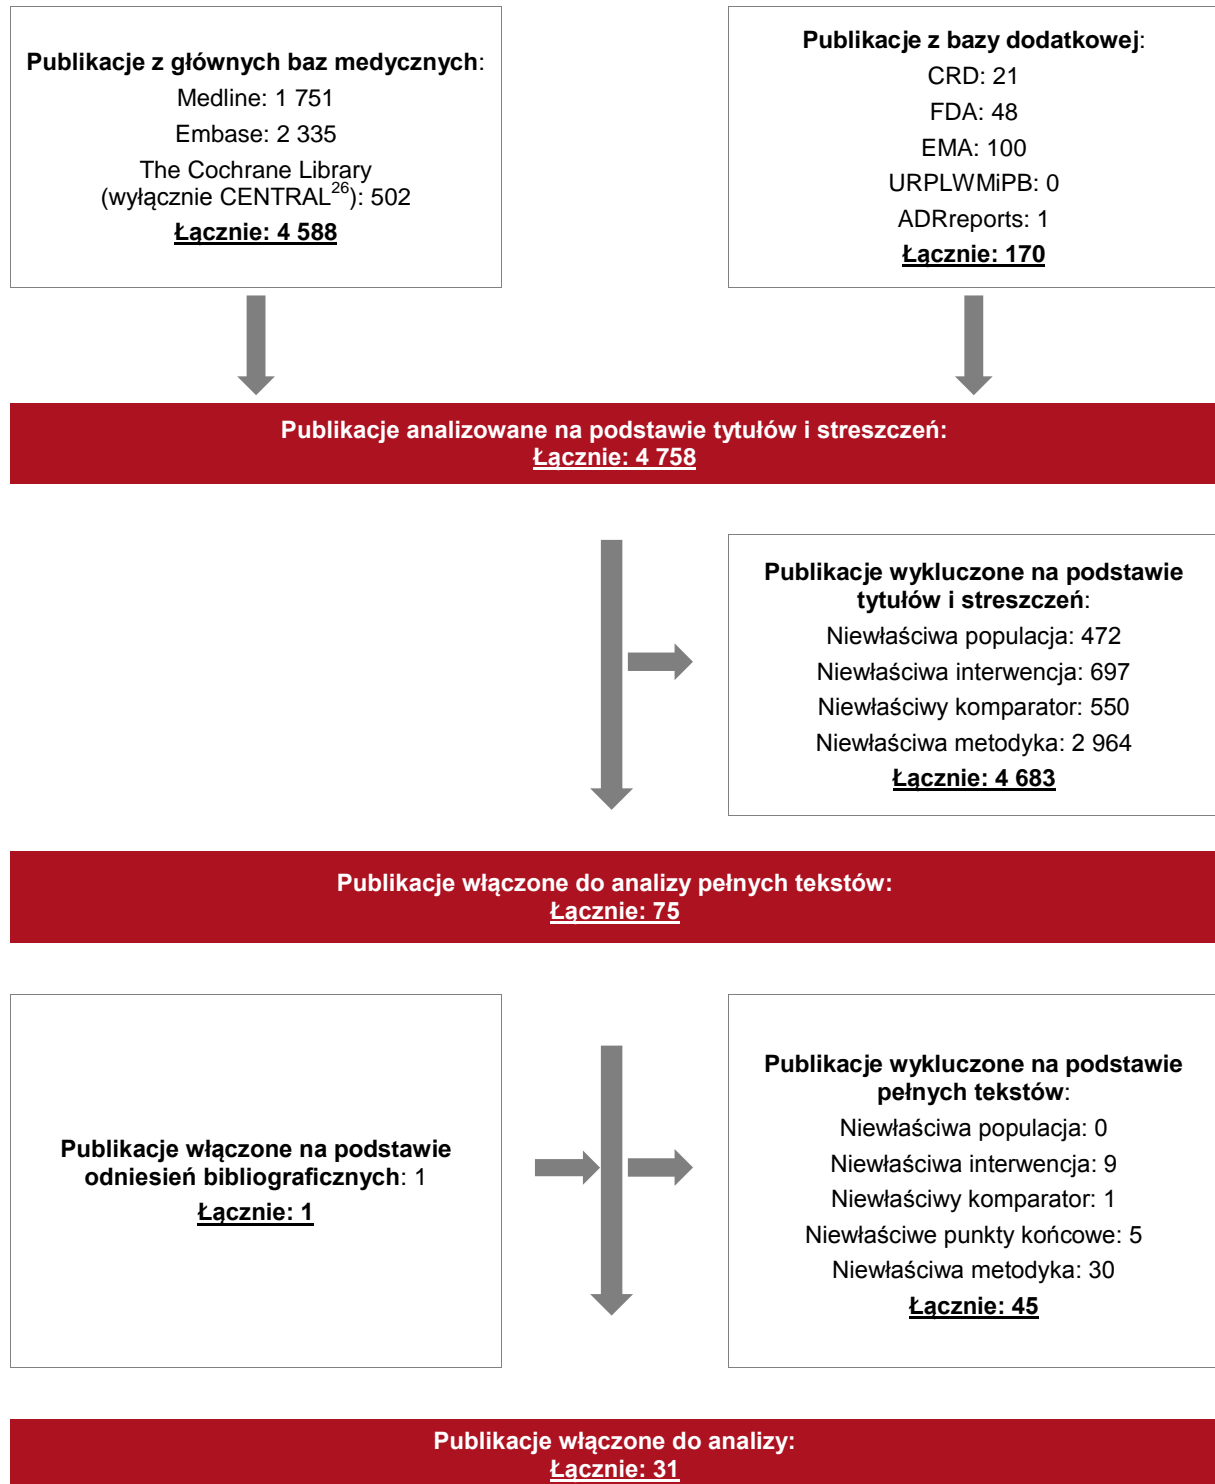 Publikacje z głównych baz medycznych:
Medline: 1 751
Embase: 2 335
The Cochrane Library
(wyłącznie CENTRAL26): 502
Łącznie: 4 588
Publikacje z bazy dodatkowej:
CRD: 21
FDA: 48
EMA: 100
URPLWMiPB: 0
ADRreports: 1
Łącznie: 170
Publikacje analizowane na podstawie tytułów i streszczeń:
Łącznie: 4 758
Publikacje wykluczone na podstawie
tytułów i streszczeń:
Niewłaściwa populacja: 472
Niewłaściwa interwencja: 697
Niewłaściwy komparator: 550
Niewłaściwa metodyka: 2 964
Łącznie: 4 683
Publikacje włączone do analizy pełnych tekstów:
Łącznie: 75
Publikacje włączone na podstawie
odniesień bibliograficznych: 1
Łącznie: 1
Publikacje wykluczone na podstawie
pełnych tekstów:
Niewłaściwa populacja: 0
Niewłaściwa interwencja: 9
Niewłaściwy komparator: 1
Niewłaściwe punkty końcowe: 5
Niewłaściwa metodyka: 30
Łącznie: 45
Publikacje włączone do analizy:
Łącznie: 31